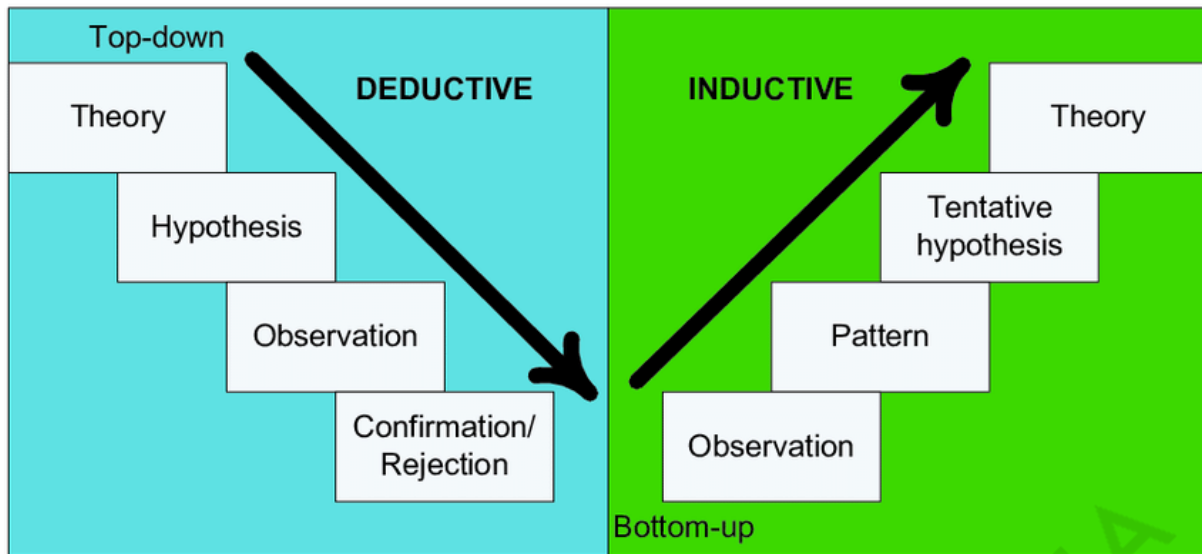 Top-down
DEDUCTIVE
Theory
Hypothesis
Observation
Confirmation/
Rejection
INDUCTIVE
Theory
Tentative
hypothesis
Pattern
Observation
Bottom-up